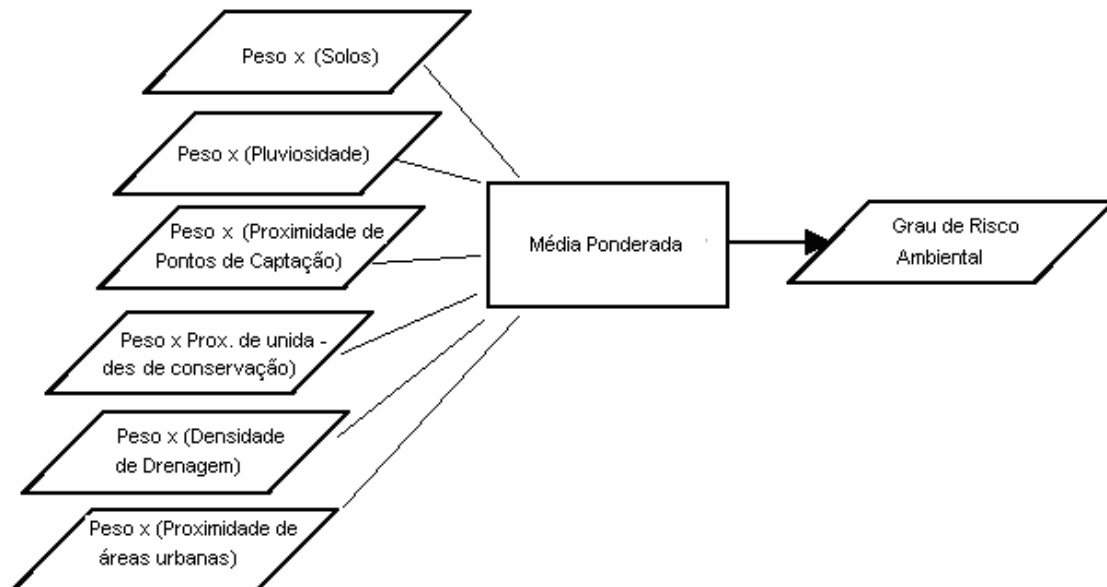 Peso x (Solos)
Peso x (Pluviosidade)
Peso x (Proximidade de
Pontos de Captação)
Peso x Prox. de unida -
des de conservação)
Peso x (Densidade
de Drenagem)
Peso x (Proximidade de
áreas urbanas)
Média Ponderada
Grau de Risco
Ambiental